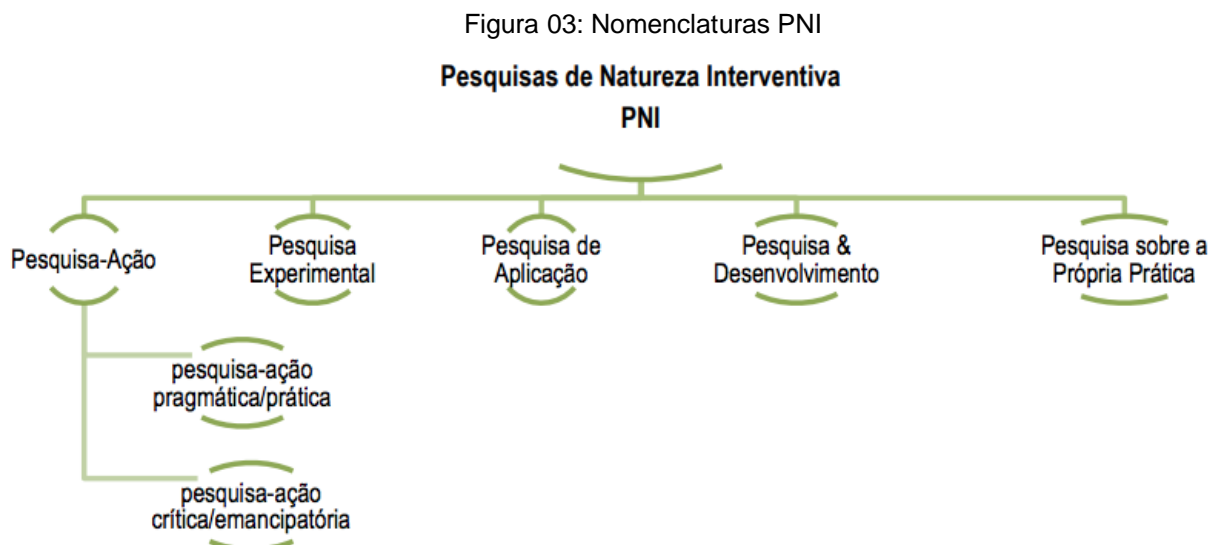 Figura 03: Nomenclaturas PNI
Pesquisas de Natureza Interventiva
PNI
Pesquisa-Ação
Pesquisa
Experimental
Pesquisa de
Aplicação
Pesquisa &
Desenvolvimento
Pesquisa sobre a
Própria Prática
pesquisa-ação
pragmática/prática
pesquisa-ação
crítica/emancipatória